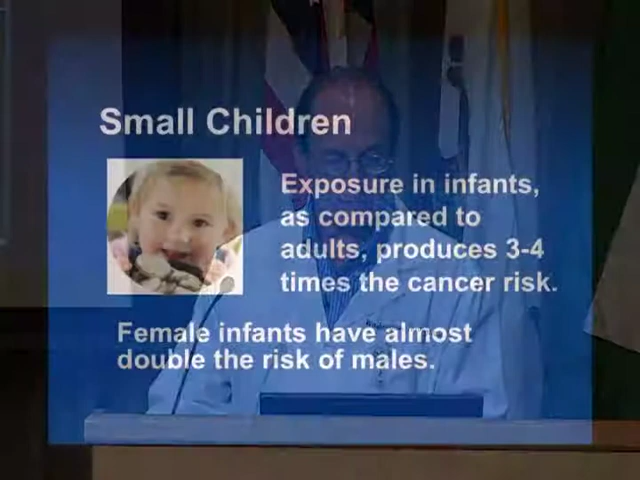 Small Children
Exposure in infants,
as compared to
adults, produces 3-4
times the cancer risk.
Female infants have almost
double the risk of males.